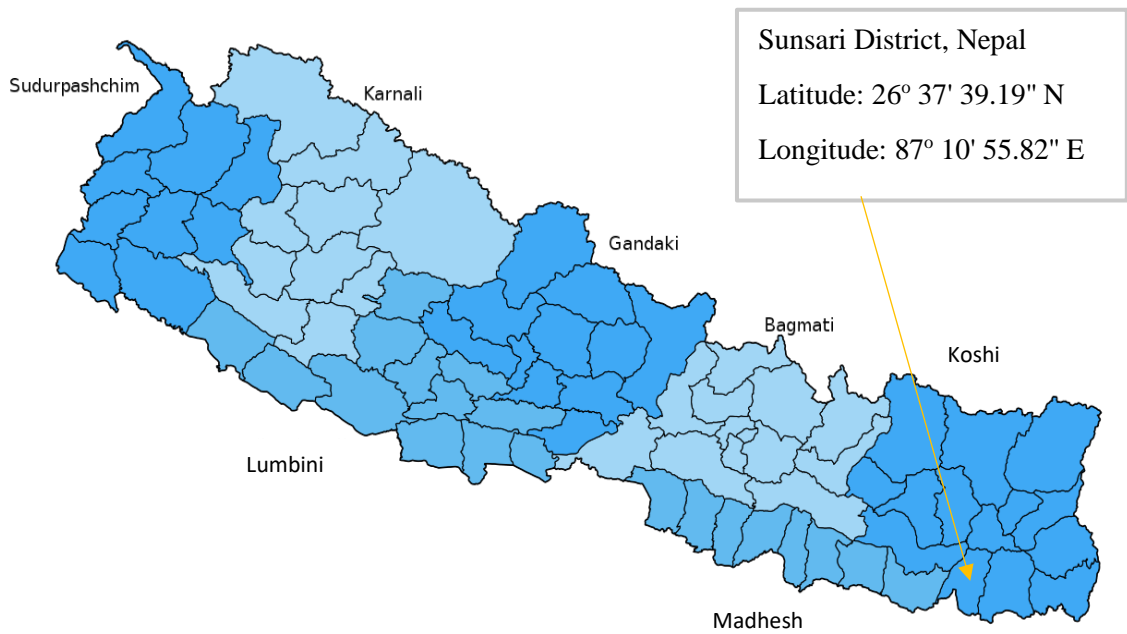 Sunsari District, Nepal
Latitude: 26º 37' 39.19" N
Longitude: 87º 10' 55.82" E
Sudurpashchim
Karnali
Gandaki
Bagmati
Koshi
Lumbini
Madhesh